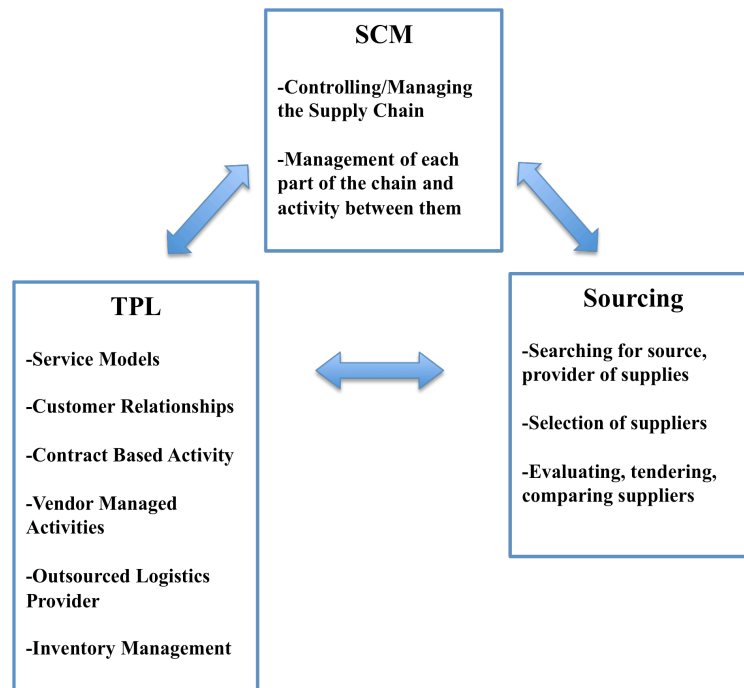 SCM
-Controlling/Managing
the Supply Chain
-Management of each
part of the chain and
activity between them
TPL
-Service Models
-Customer Relationships
-Contract Based Activity
-Vendor Managed
Activities
-Outsourced Logistics
Provider
-Inventory Management
Sourcing
-Searching for source,
provider of supplies
-Selection of suppliers
-Evaluating, tendering,
comparing suppliers